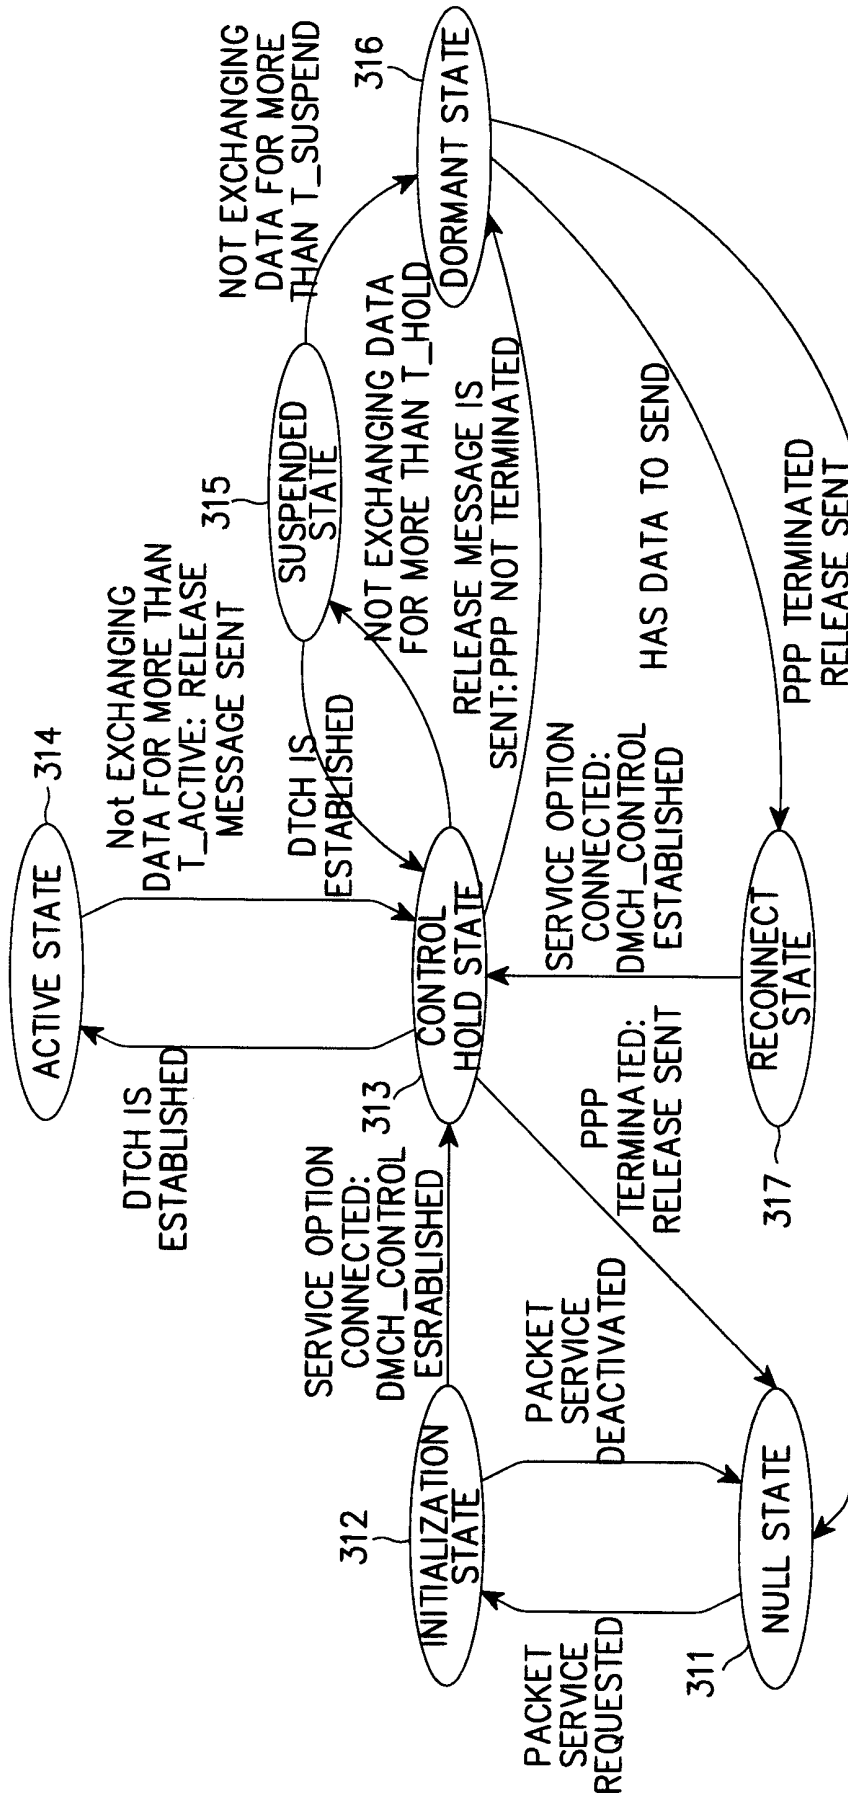 ACTIVE STATE
314
DTCH IS
ESTABLISHED
Not EXCHANGING
DATA FOR MORE THAN
T_ACTIVE: RELEASE
MESSAGE SENT
NOT EXCHANGING
DATA FOR MORE
THAN T_SUSPEND
315
SUSPENDED
STATE
316
DORMANT STATE
DTCH IS
ESTABLISHED
NOT EXCHANGING DATA
FOR MORE THAN T_HOLD
RELEASE MESSAGE IS
SENT:PPP NOT TERMINATED
SERVICE OPTION
CONNECTED:
DMCH_CONTROL
ESRABLISHED
313
CONTROL
HOLD STATE
312
INITIALIZATION
STATE
PACKET
SERVICE
REQUESTED
PACKET
SERVICE
DEACTIVATED
PPP
TERMINATED:
RELEASE SENT
SERVICE OPTION
CONNECTED:
DMCH_CONTROL
ESTABLISHED
HAS DATA TO SEND
PPP TERMINATED
RELEASE SENT
311
NULL STATE
317
RECONNECT
STATE